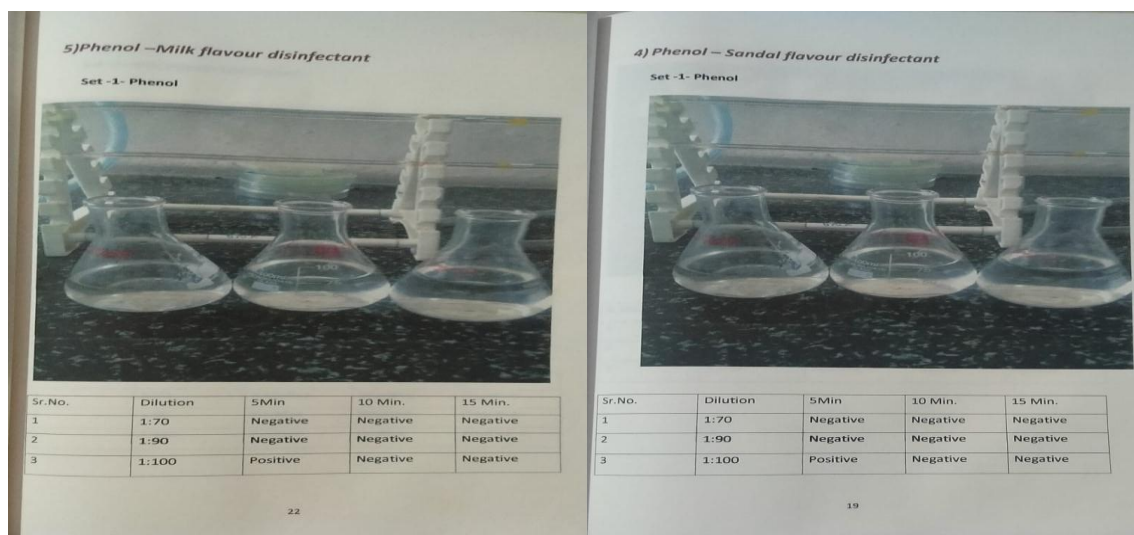 5)Phenol –Milk flavour disinfectant
Set -1- Phenol
100
Sr.No. Dilution 5Min 10 Min. 15 Min.
1 1:70 Negative Negative Negative
2 1:90 Negative Negative Negative
3 1:100 Positive Negative Negative
22
4) Phenol – Sandal flavour disinfectant
Set -1- Phenol
100
Sr.No. Dilution 5Min 10 Min. 15 Min.
1 1:70 Negative Negative Negative
2 1:90 Negative Negative Negative
3 1:100 Positive Negative Negative
19